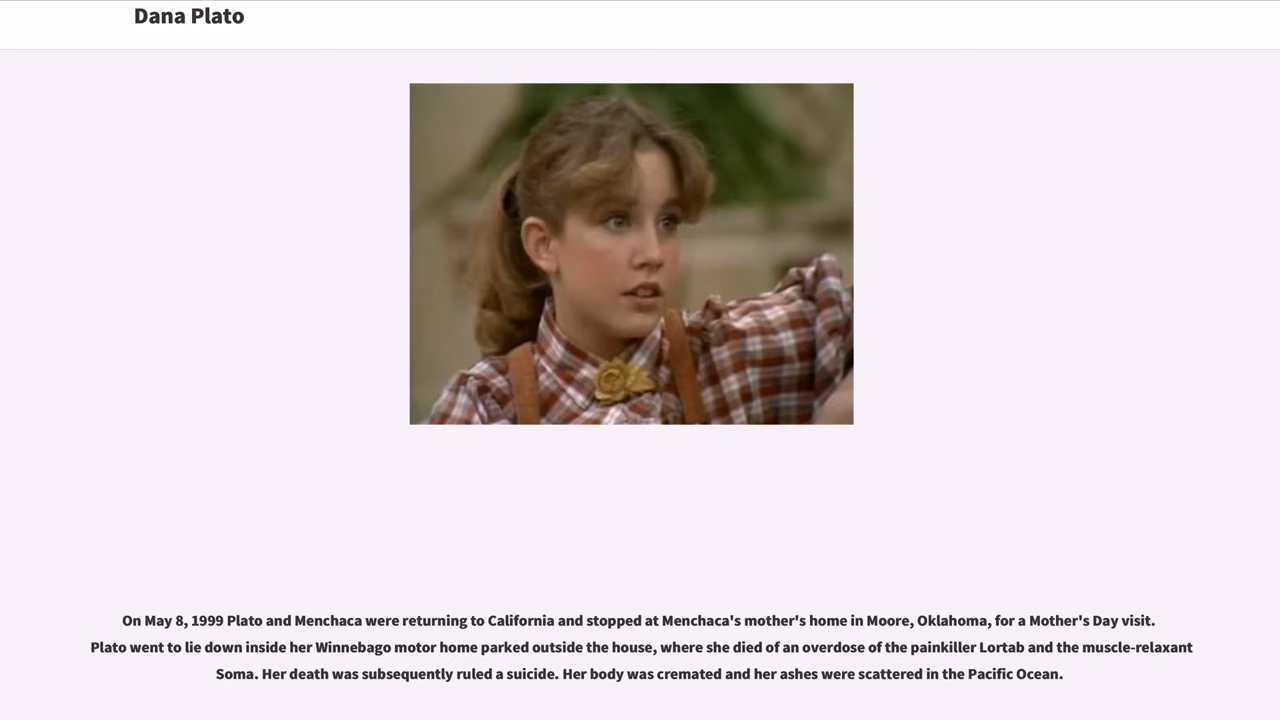 Dana Plato
On May 8, 1999 Plato and Menchaca were returning to California and stopped at Menchaca's mother's home in Moore, Oklahoma, for a Mother's Day visit.
Plato went to lie down inside her Winnebago motor home parked outside the house, where she died of an overdose of the painkiller Lortab and the muscle-relaxant
Soma. Her death was subsequently ruled a suicide. Her body was cremated and her ashes were scattered in the Pacific Ocean.